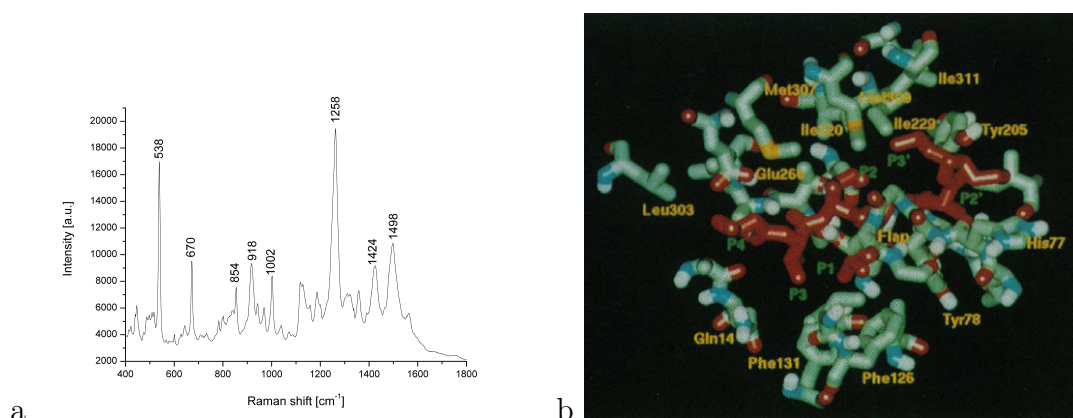 538
670
854
918
1002
1258
1424
1498
20000
18000
16000
14000
12000
10000
8000
6000
4000
2000
Intensity [a.u.]
400 600 800 1000 1200 1400 1600 1800
Raman shift [cm⁻¹]
a
Ile311
Met307
Ile320
Ile229
Tyr205
P3'
Glu266
P2
P2'
Leu303
P4
Flap
His77
P1
P3
Tyr78
Gln14
Phe131
Phe126
b